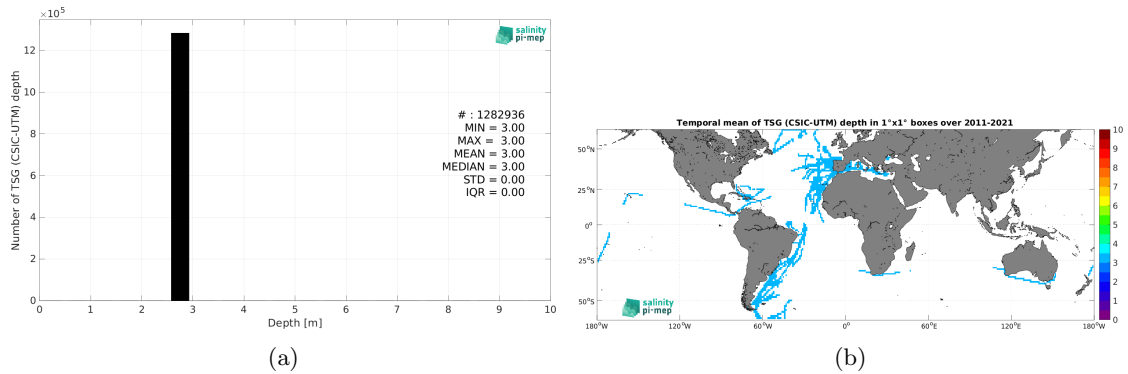 ×10⁵
12
10
8
6
4
2
0
Number of TSG (CSIC-UTM) depth
salinity
pi-mep
# : 1282936
MIN = 3.00
MAX = 3.00
MEAN = 3.00
MEDIAN = 3.00
STD = 0.00
IQR = 0.00
0 1 2 3 4 5 6 7 8 9 10
Depth [m]
(a)
Temporal mean of TSG (CSIC-UTM) depth in 1°x1° boxes over 2011-2021
50°N
25°N
0°
25°S
50°S
salinity
pi-mep
180°W 120°W 60°W 0° 60°E 120°E 180°E
10
9
8
7
6
5
4
3
2
1
0
(b)